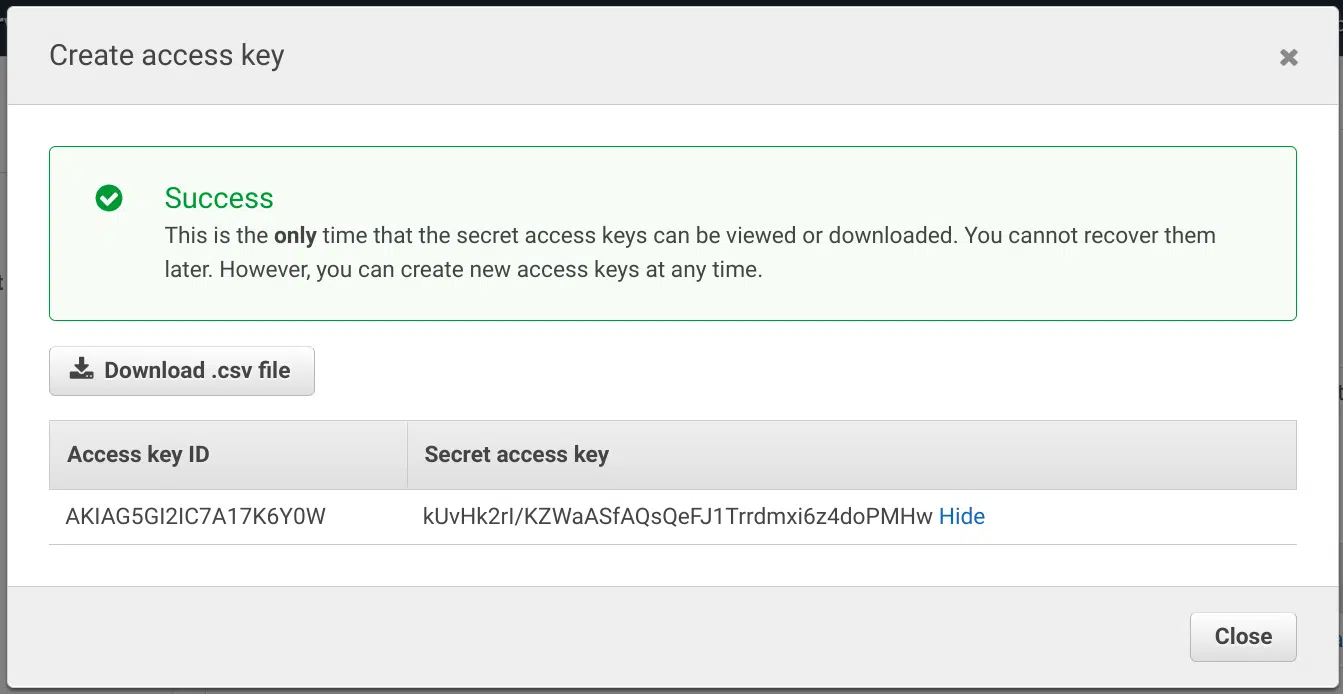 Create access key
Success
This is the only time that the secret access keys can be viewed or downloaded. You cannot recover them
later. However, you can create new access keys at any time.
Download .csv file
Access key ID Secret access key
AKIAG5GI2IC7A17K6Y0W kUvHk2rI/KZWaASfAQsQeFJ1Trrdmxi6z4doPMHw Hide
Close